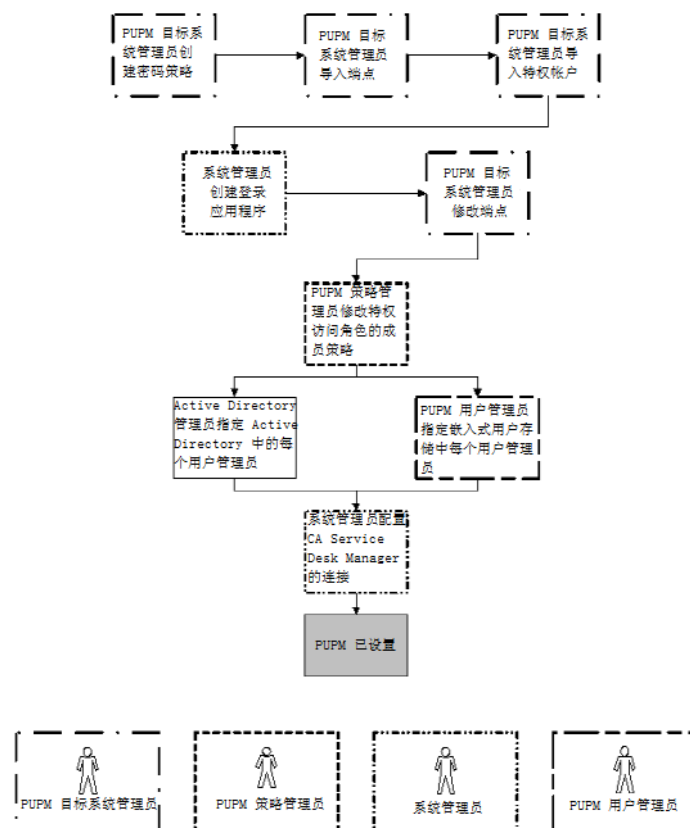 PUPM 目标系
统管理员创
建密码策略
PUPM 目标
系统管理员
导入端点
PUPM 目标系
统管理员导
入特权帐户
系统管理员
创建登录
应用程序
PUPM 目标
系统管理员
修改端点
PUPM 策略管
理员修改特权
访问角色的成
员策略
Active Directory
管理员指定 Active
Directory 中的每
个用户管理员
PUPM 用户管理员
指定嵌入式用户存
储中每个用户管理
员
系统管理员配置
CA Service
Desk Manager
的连接
PUPM 已设置
PUPM 目标系统管理员
PUPM 策略管理员
系统管理员
PUPM 用户管理员